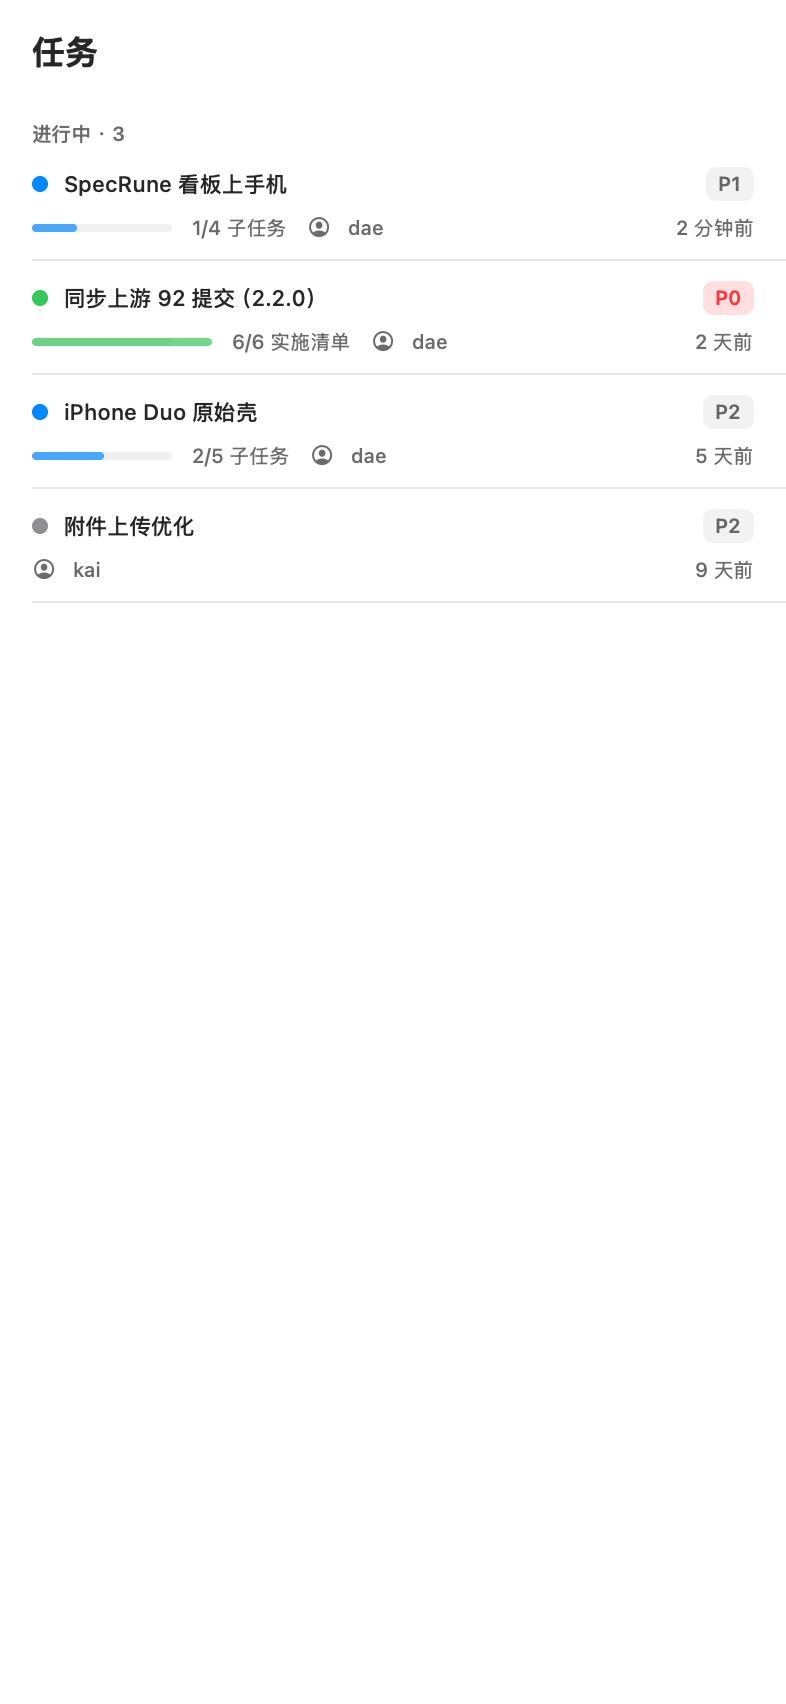 任务
进行中 · 3
SpecRune 看板上手机 P1
1/4 子任务 dae 2 分钟前
同步上游 92 提交 (2.2.0) P0
6/6 实施清单 dae 2 天前
iPhone Duo 原始壳 P2
2/5 子任务 dae 5 天前
附件上传优化 P2
kai 9 天前